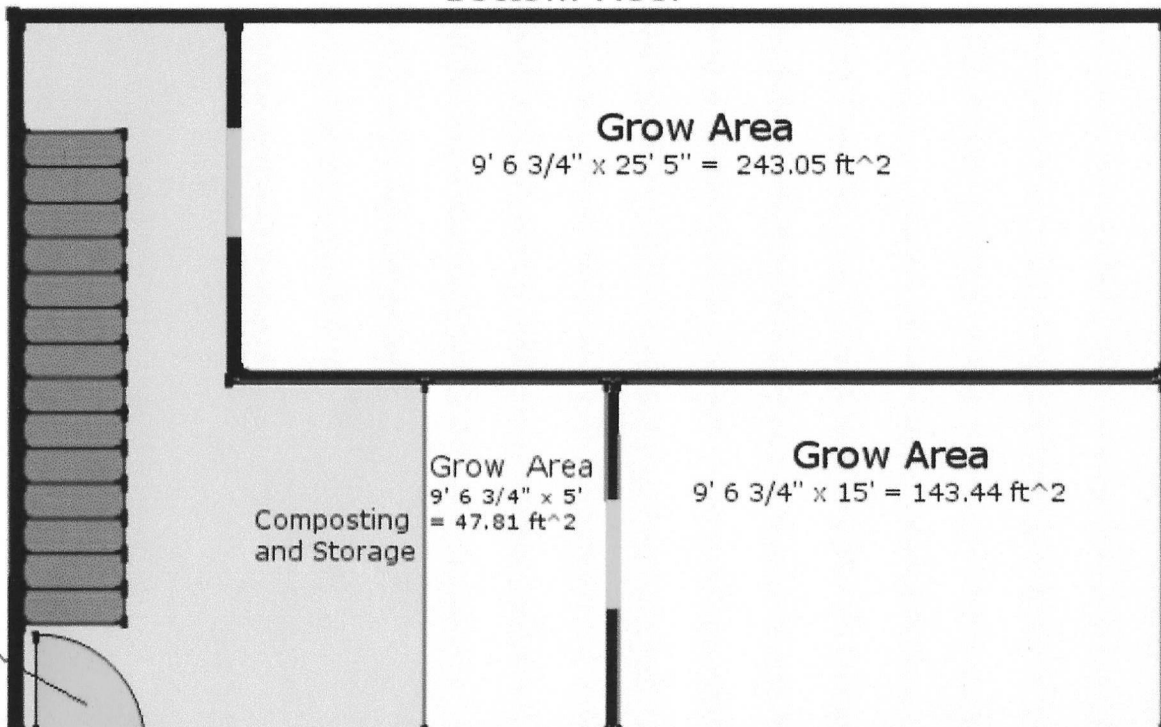 Grow Area
9' 6 3/4" x 25' 5" = 243.05 ft^2
Grow Area
9' 6 3/4" x 5'
= 47.81 ft^2
Grow Area
9' 6 3/4" x 15' = 143.44 ft^2
Composting
and Storage